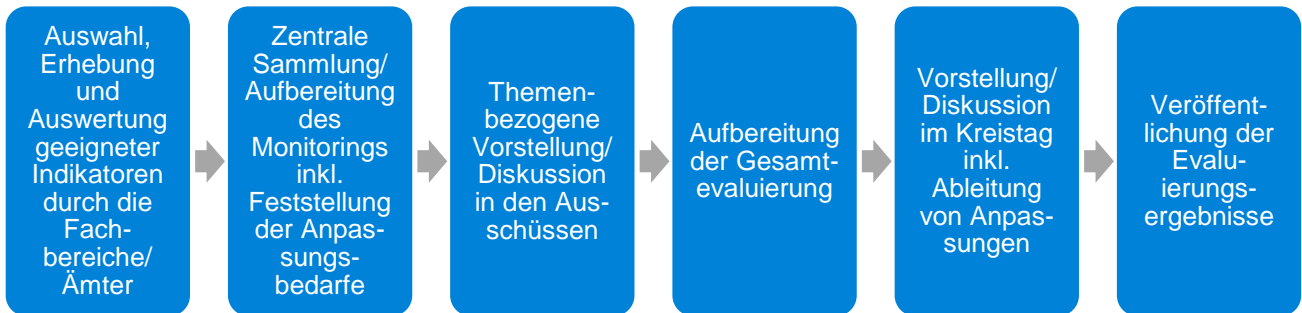 Auswahl,
Erhebung
und
Auswertung
geeigneter
Indikatoren
durch die
Fach-
bereiche/
Ämter
Zentrale
Sammlung/
Aufbereitung
des
Monitorings
inkl.
Feststellung
der Anpas-
sungs-
bedarfe
Themen-
bezogene
Vorstellung/
Diskussion
in den Aus-
schüssen
Aufbereitung
der Gesamt-
evaluierung
Vorstellung/
Diskussion
im Kreistag
inkl.
Ableitung
von Anpas-
sungen
Veröffent-
lichung der
Evalu-
ierungs-
ergebnisse